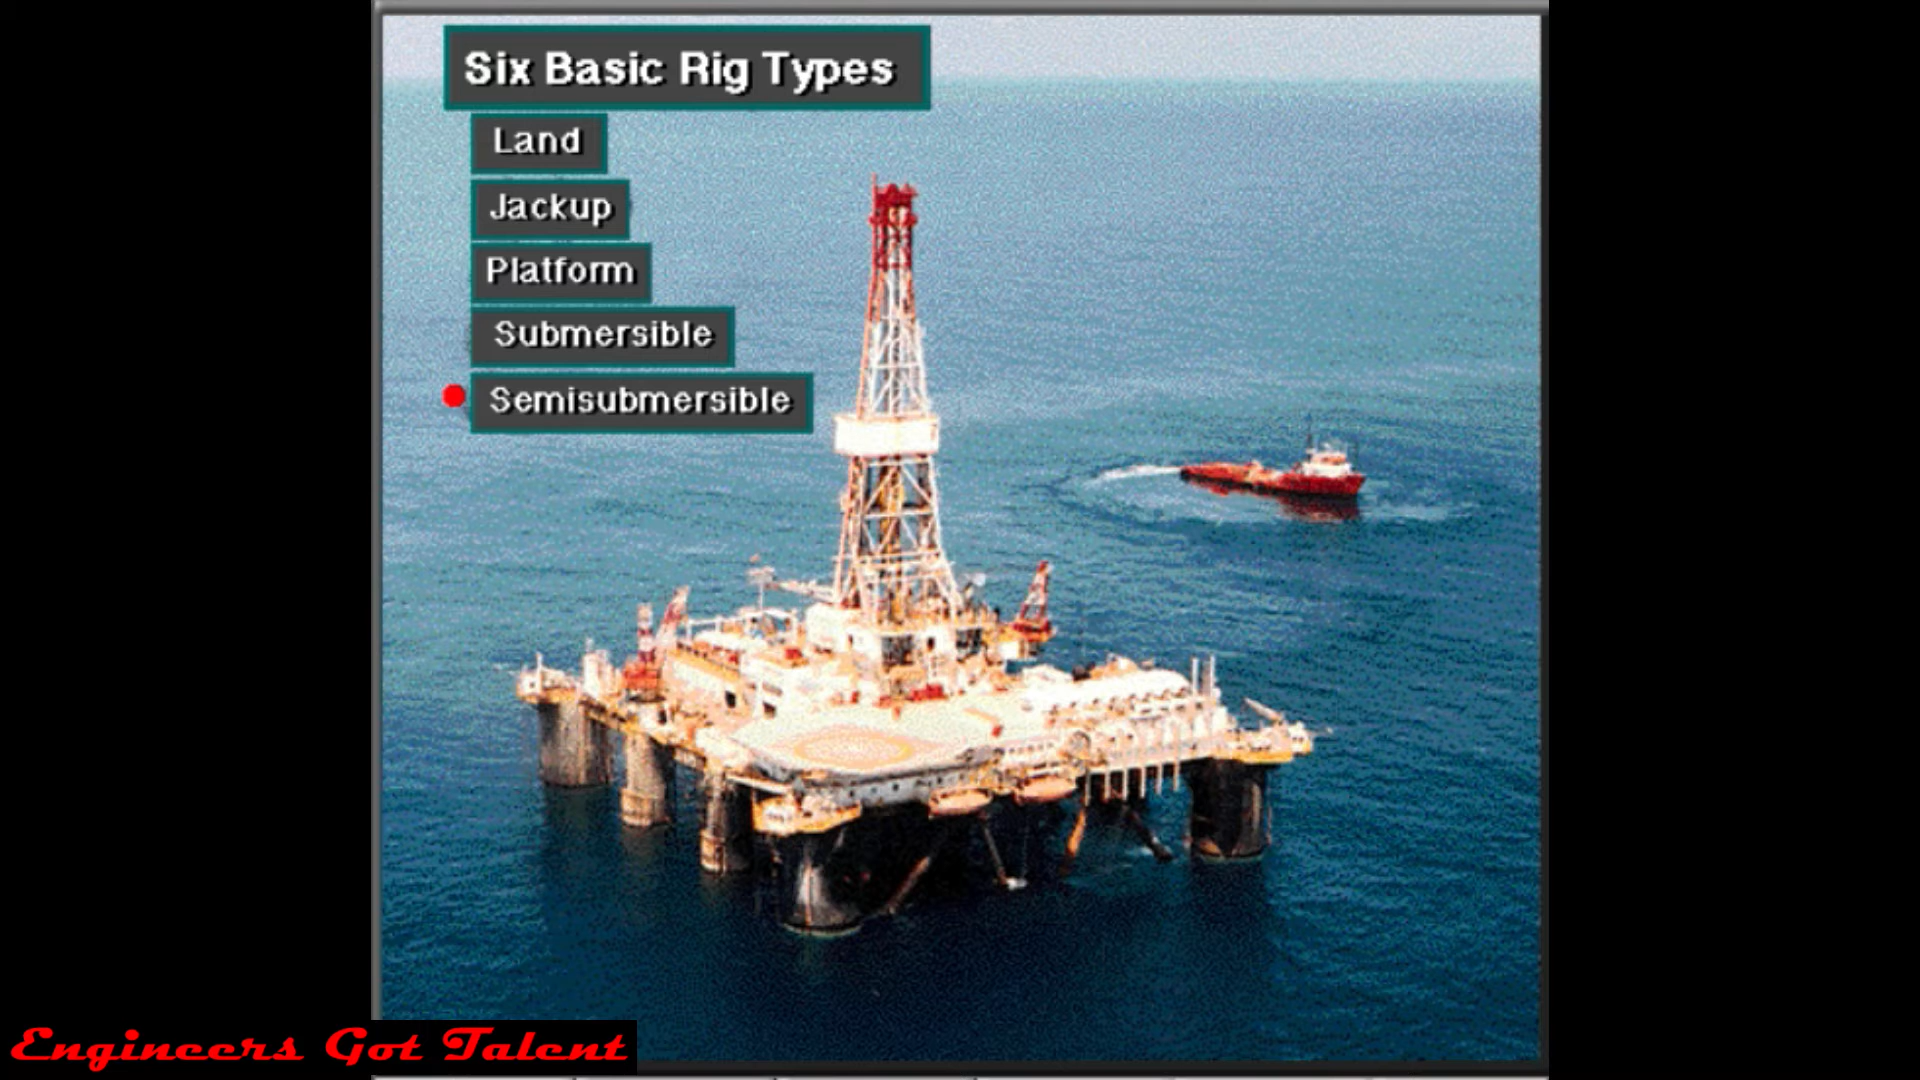 Six Basic Rig Types
Land
Jackup
Platform
Submersible
Semisubmersible
Engineers Got Talent